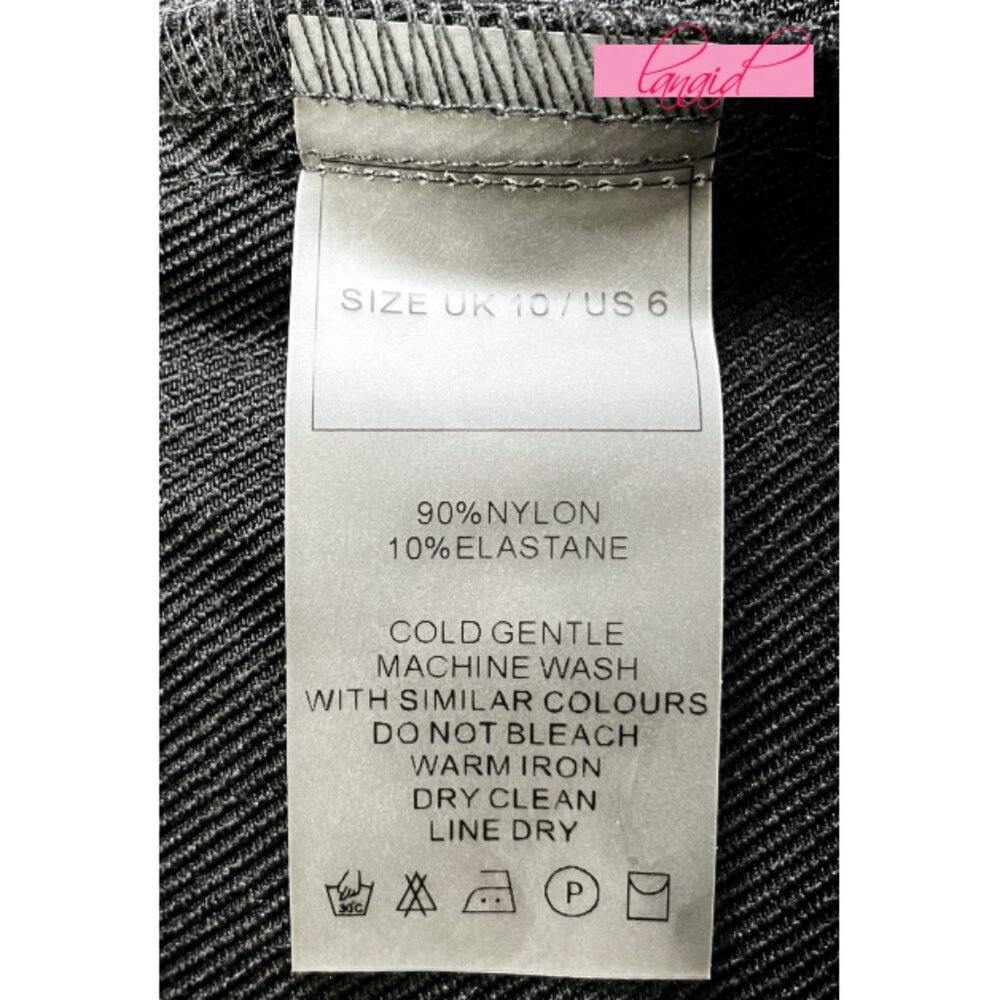 langid
SIZE UK 10 / US 6
90%NYLON
10%ELASTANE
COLD GENTLE
MACHINE WASH
WITH SIMILAR COLOURS
DO NOT BLEACH
WARM IRON
DRY CLEAN
LINE DRY
30°C P